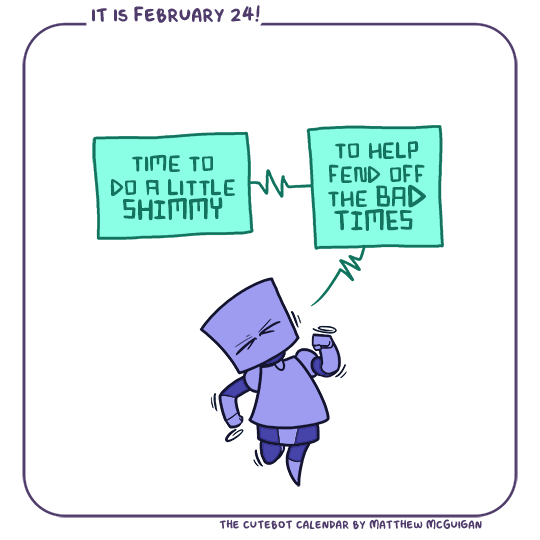 IT IS FEBRUARY 24!
TIME TO
DO A LITTLE
SHIMMY
TO HELP
FEND OFF
THE BAD
TIMES
THE CUTEBOT CALENDAR BY MATTHEW MCGUIGAN